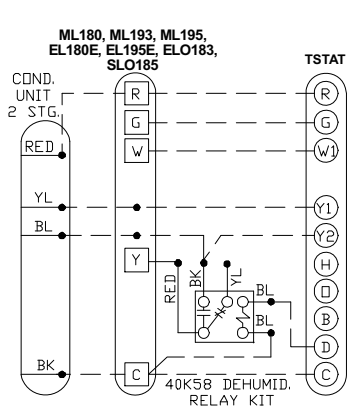 ML180, ML193, ML195,
EL180E, EL195E, ELO183,
SLO185
TSTAT
COND.
UNIT
2 STG.
R
R
G
G
RED
W
W1
YL
Y1
BL
Y2
Y
H
RED
BK
YL
BL
O
B
BL
D
BK
C
C
40K58 DEHUMID.
RELAY KIT